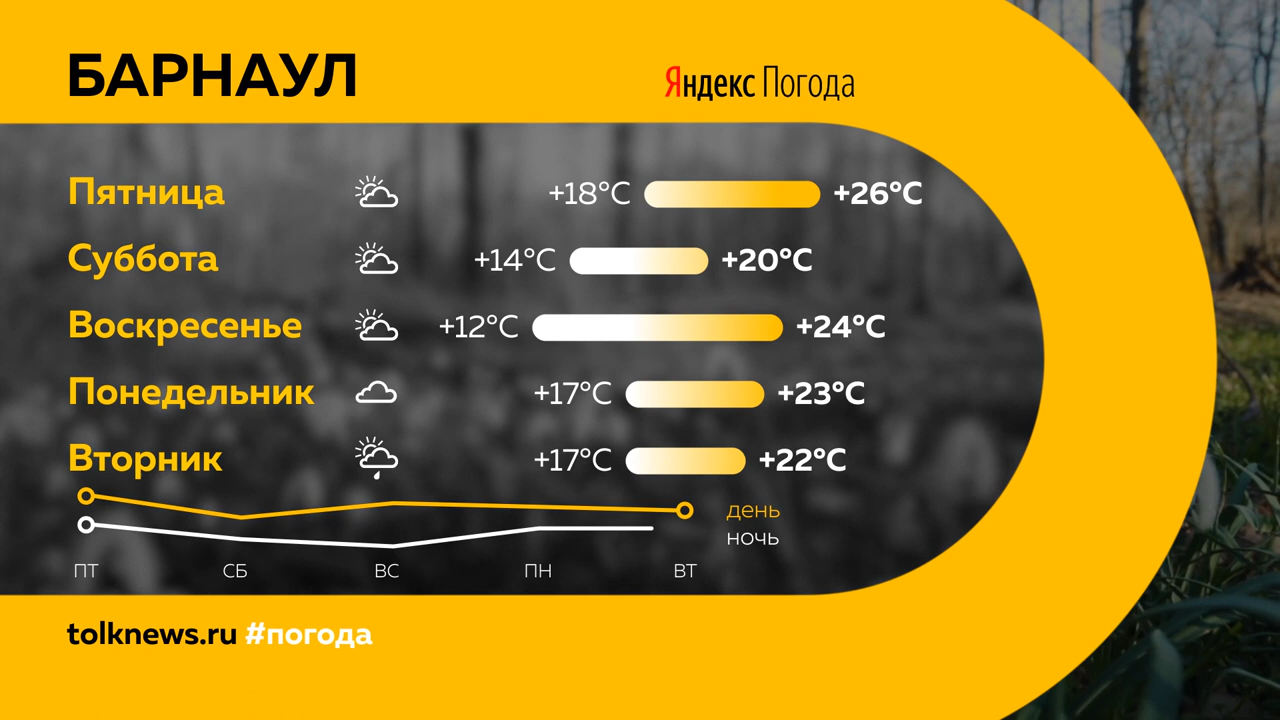 БАРНАУЛ
Яндекс Погода
Пятница +18°C +26°C
Суббота +14°C +20°C
Воскресенье +12°C +24°C
Понедельник +17°C +23°C
Вторник +17°C +22°C
день
ночь
ПТ СБ ВС ПН ВТ
tolknews.ru #погода